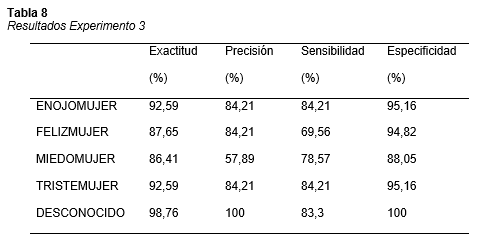 Tabla 8
Resultados Experimento 3
Exactitud Precisión Sensibilidad Especificidad
(%) (%) (%) (%)
ENOJOMUJER 92,59 84,21 84,21 95,16
FELIZMUJER 87,65 84,21 69,56 94,82
MIEDOMUJER 86,41 57,89 78,57 88,05
TRISTEMUJER 92,59 84,21 84,21 95,16
DESCONOCIDO 98,76 100 83,3 100